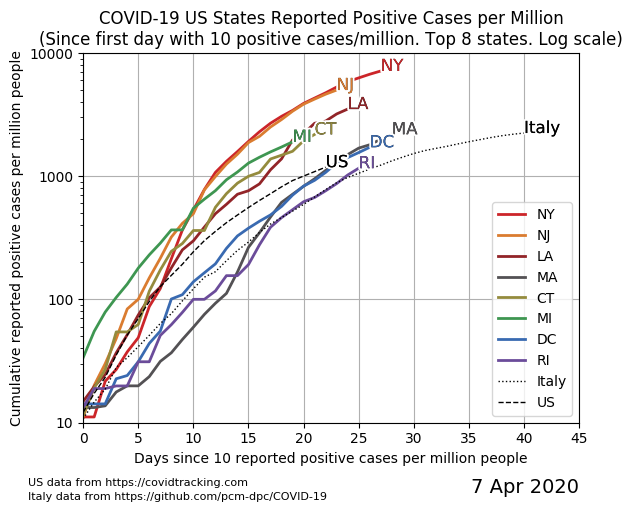 COVID-19 US States Reported Positive Cases per Million
(Since first day with 10 positive cases/million. Top 8 states. Log scale)
Cumulative reported positive cases per million people
10000
1000
100
10
NY
NJ
LA
CT
MA
MI
DC
US
RI
Italy
NY
NJ
LA
MA
CT
MI
DC
RI
Italy
US
0 5 10 15 20 25 30 35 40 45
Days since 10 reported positive cases per million people
US data from https://covidtracking.com
Italy data from https://github.com/pcm-dpc/COVID-19
7 Apr 2020